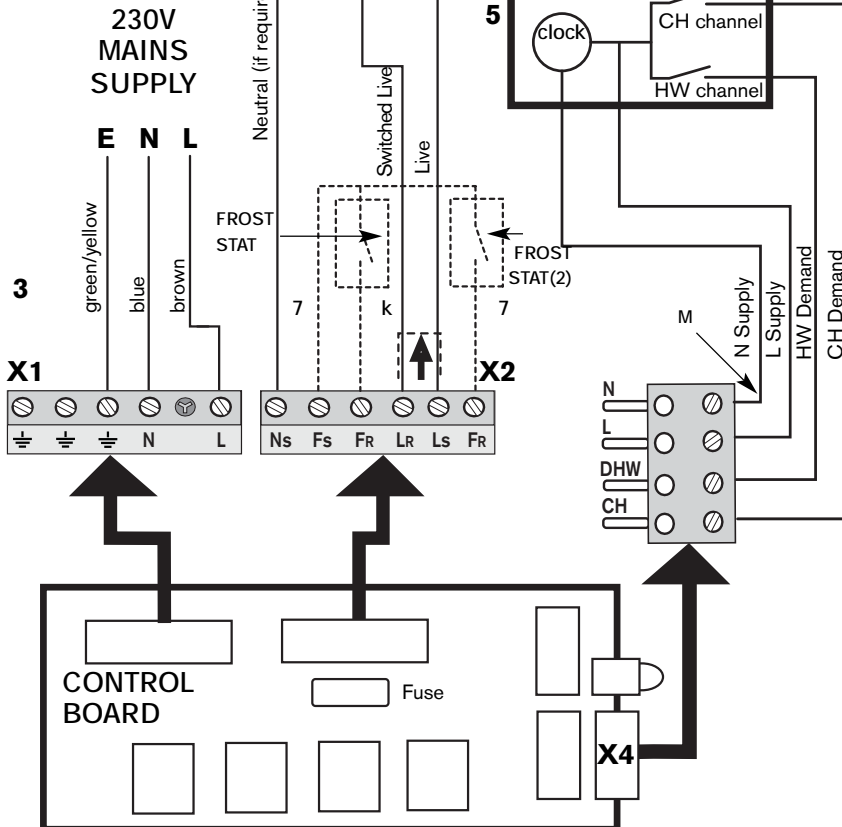 230V
MAINS
SUPPLY
E N L
green/yellow
blue
brown
3
X1
N L
Neutral (if
Switched Live
Live
FROST
STAT
FROST
STAT(2)
7 k 7
X2
Ns Fs FR LR Ls FR
5
clock
CH channel
HW channel
N Supply
L Supply
HW Demand
CH Demand
M
N
L
DHW
CH
CONTROL
BOARD
Fuse
X4